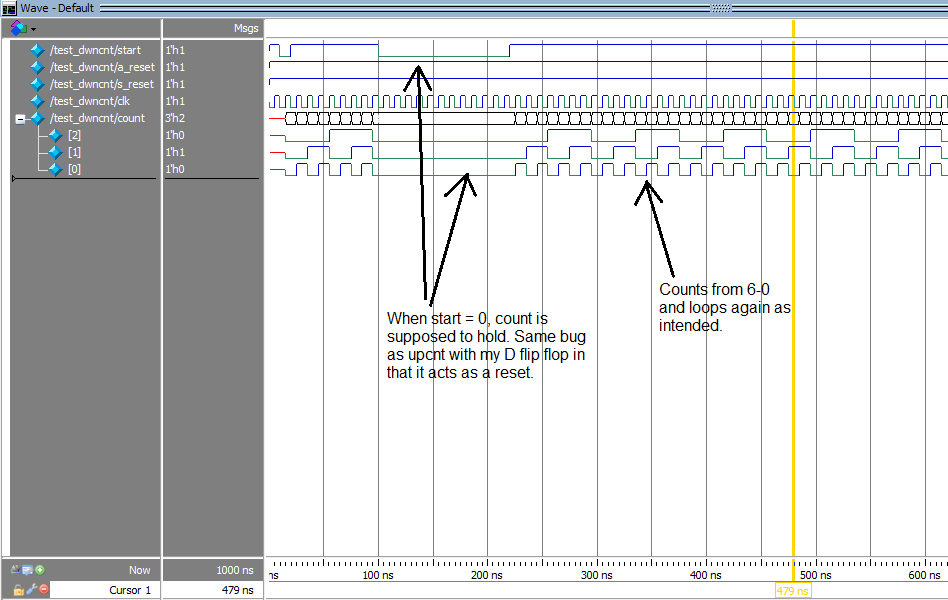 Wave - Default
Msgs
/test_dwncnt/start 1'h1
/test_dwncnt/a_reset 1'h1
/test_dwncnt/s_reset 1'h1
/test_dwncnt/clk 1'h1
/test_dwncnt/count 3'h2
[2] 1'h0
[1] 1'h1
[0] 1'h0
Counts from 6-0
and loops again as
intended.
When start = 0, count is
supposed to hold. Same bug
as upcnt with my D flip flop in
that it acts as a reset.
Now 1000 ns
ns 100 ns 200 ns 300 ns 400 ns 500 ns 600 ns
Cursor 1 479 ns
479 ns